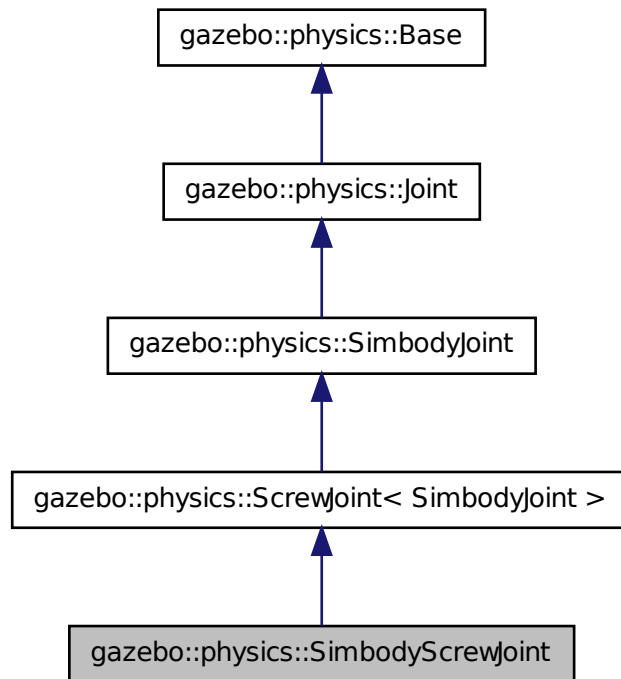 gazebo::physics::Base
gazebo::physics::Joint
gazebo::physics::SimbodyJoint
gazebo::physics::ScrewJoint< SimbodyJoint >
gazebo::physics::SimbodyScrewJoint